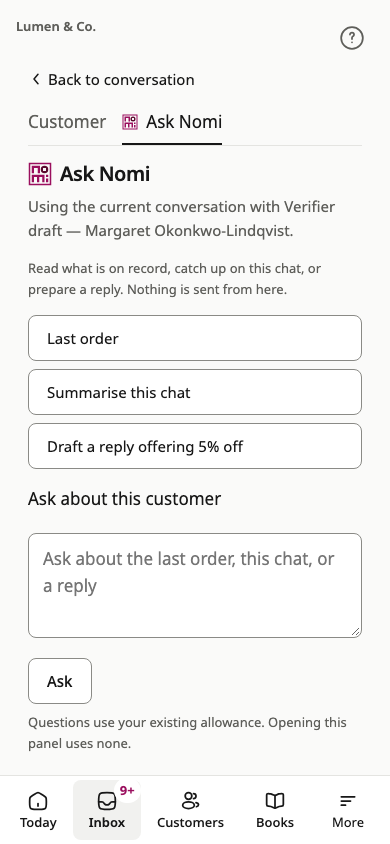 Lumen & Co.
Back to conversation
Customer
Ask Nomi
Ask Nomi
Using the current conversation with Verifier
draft — Margaret Okonkwo-Lindqvist.
Read what is on record, catch up on this chat, or
prepare a reply. Nothing is sent from here.
Last order
Summarise this chat
Draft a reply offering 5% off
Ask about this customer
Ask about the last order, this chat, or
a reply
Ask
Questions use your existing allowance. Opening this
panel uses none.
9+
Today
Inbox
Customers
Books
More